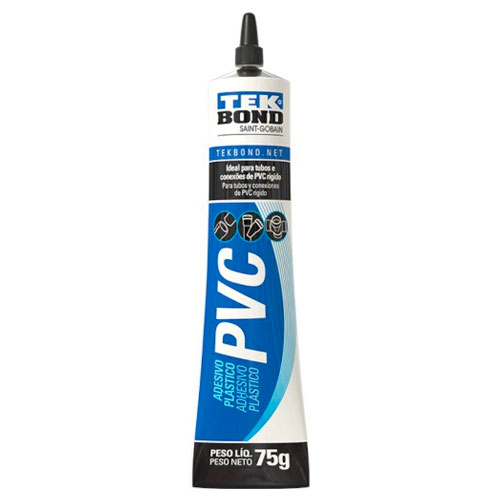 TEK
BOND
SAINT-GOBAIN
TEKBOND.NET
Ideal para tubos e
conexões de PVC rígido
Para tubos y conexiones
de PVC rígido
PVC
ADESIVO
PLÁSTICO
ADHESIVO
PLÁSTICO
PESO LÍQ.
PESO NETO 75g